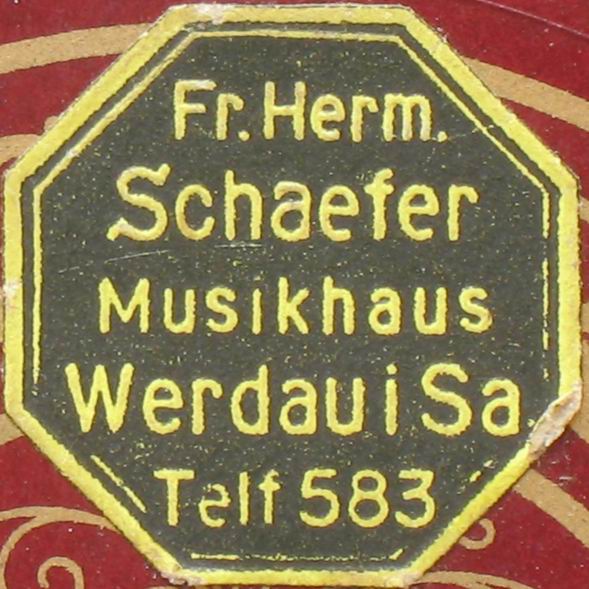 Fr. Herm.
Schaefer
Musikhaus
Werdau i Sa.
Telf 583